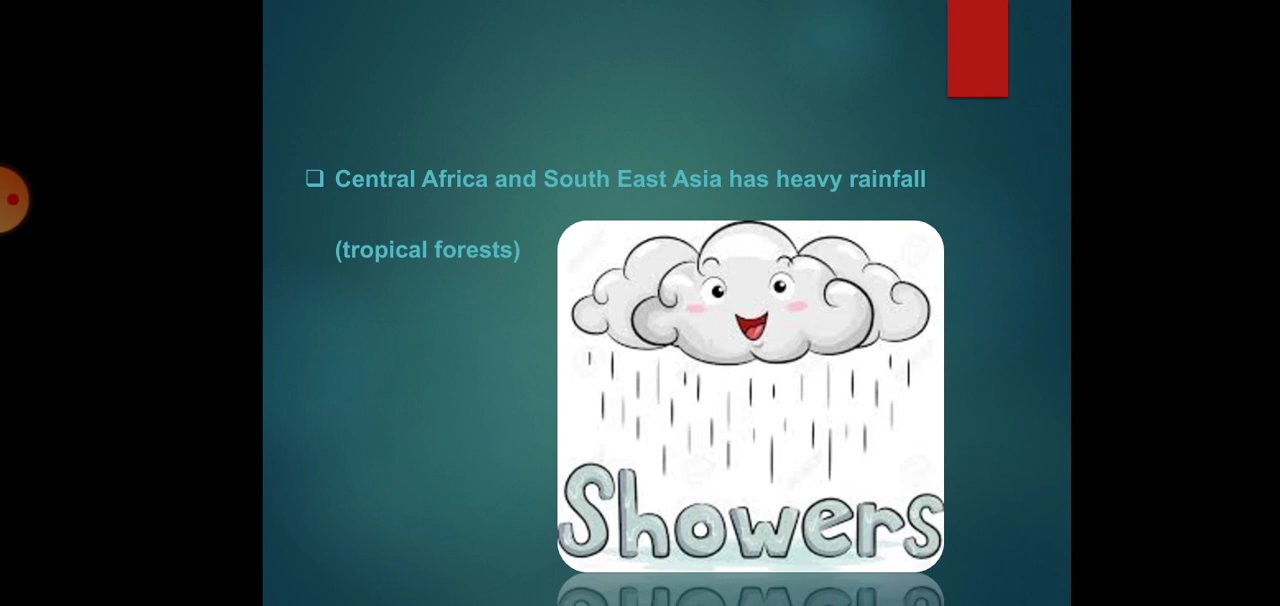 ❑ Central Africa and South East Asia has heavy rainfall
(tropical forests)
Showers